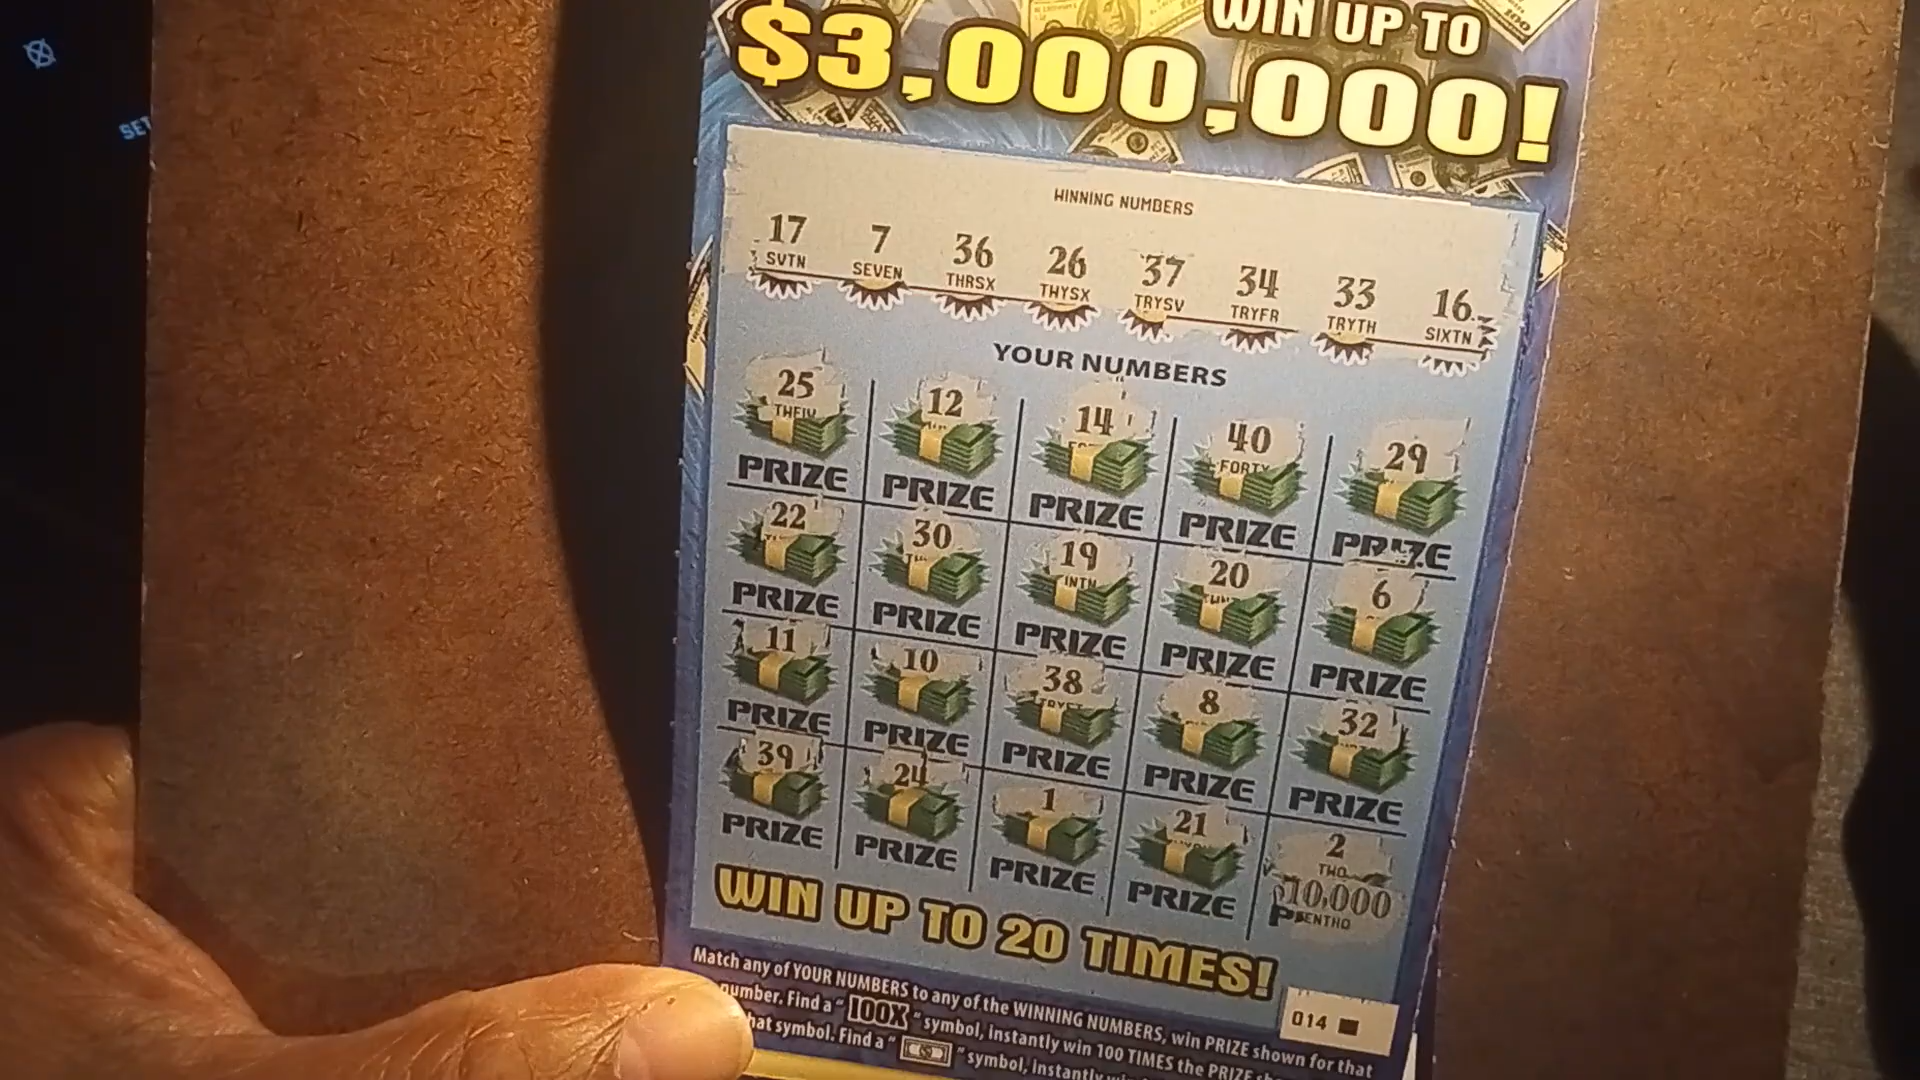 SET
WIN UP TO
$3,000,000!
WINNING NUMBERS
17 7 36 26 37 34 33 16
SVTN SEVEN THRSX THYSX TRYSV TRYFR TRYTH SIXTN
YOUR NUMBERS
25 12 14 40 29
FORTY
PRIZE PRIZE PRIZE PRIZE PRIZE
22 30 19 20 6
INTN
PRIZE PRIZE PRIZE PRIZE PRIZE
11 10 38 8 32
PRIZE PRIZE PRIZE PRIZE PRIZE
39 24 1 21 2
TWO
$10,000
PRIZE PRIZE PRIZE PRIZE
WIN UP TO 20 TIMES!
014
Match any of YOUR NUMBERS to any of the WINNING NUMBERS, win PRIZE shown for that
number. Find a "100X" symbol, instantly win 100 TIMES the PRIZE
that symbol. Find a " " symbol, instantly